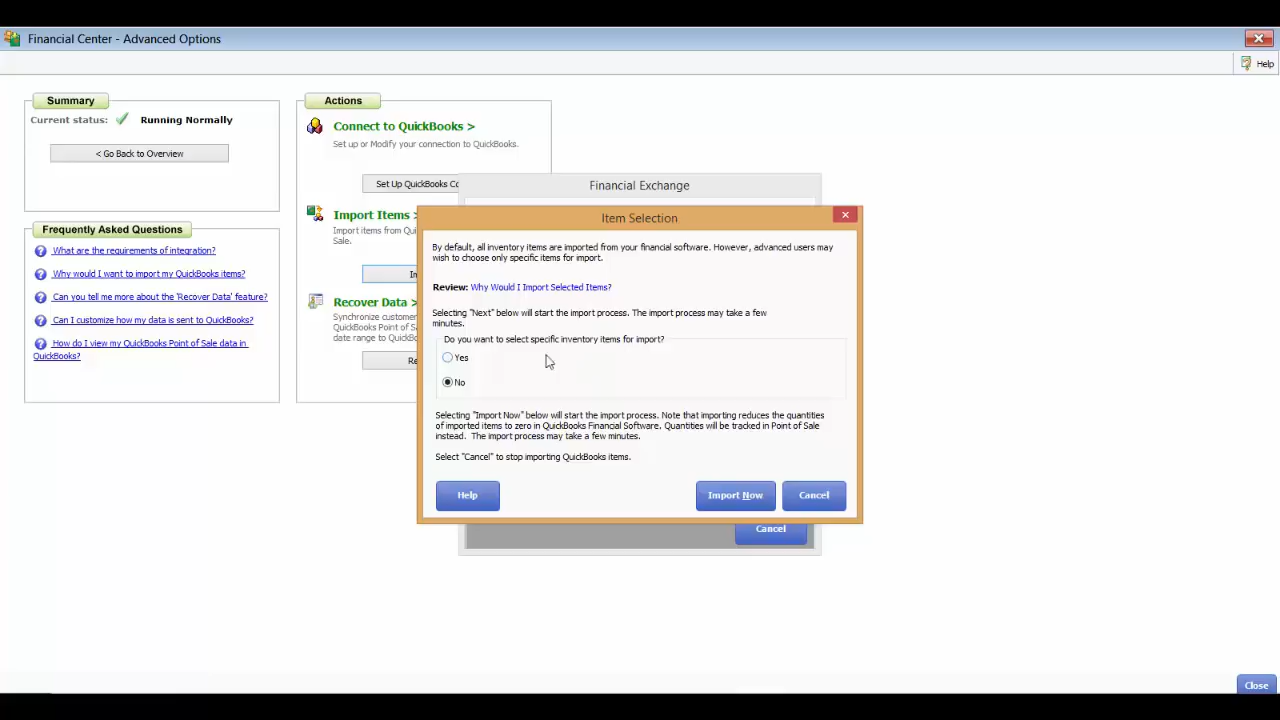 Financial Center - Advanced Options
Help
Summary
Current status: Running Normally
< Go Back to Overview
Frequently Asked Questions
What are the requirements of integration?
Why would I want to import my QuickBooks items?
Can you tell me more about the 'Recover Data' feature?
Can I customize how my data is sent to QuickBooks?
How do I view my QuickBooks Point of Sale data in
QuickBooks?
Actions
Connect to QuickBooks >
Set up or Modify your connection to QuickBooks.
Set Up QuickBooks Co
Import Items >
Import items from Qui
Sale.
Im
Recover Data >
Synchronize custome
QuickBooks Point of Sale
date range to QuickBo
Re
Financial Exchange
Item Selection
By default, all inventory items are imported from your financial software. However, advanced users may
wish to choose only specific items for import.
Review: Why Would I Import Selected Items?
Selecting "Next" below will start the import process. The import process may take a few
minutes.
Do you want to select specific inventory items for import?
Yes
No
Selecting "Import Now" below will start the import process. Note that importing reduces the quantities
of imported items to zero in QuickBooks Financial Software, Quantities will be tracked in Point of Sale
instead. The import process may take a few minutes.
Select "Cancel" to stop importing QuickBooks items.
Help
Import Now
Cancel
Cancel
Close